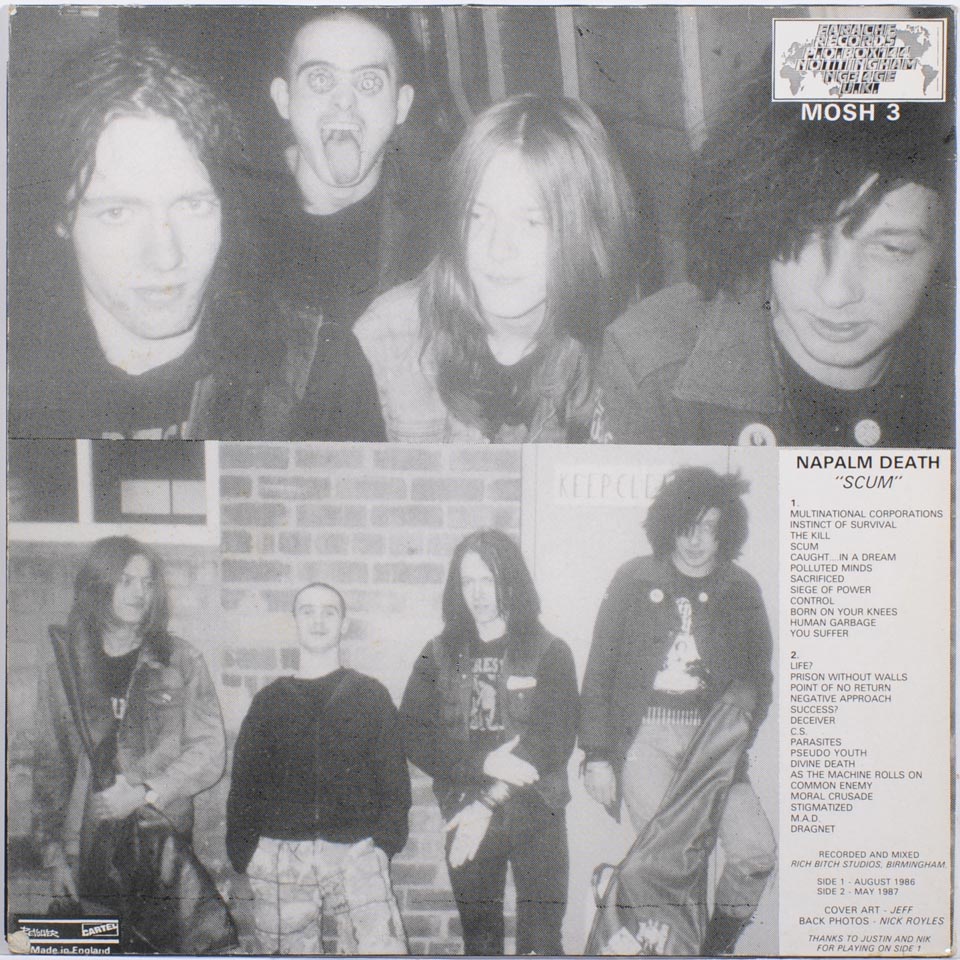 EARACHE
RECORDS
P.O. BOX 144
NOTTINGHAM
NG3 4GE
U.K.
MOSH 3
KEEP CLE
NAPALM DEATH
"SCUM"
1.
MULTINATIONAL CORPORATIONS
INSTINCT OF SURVIVAL
THE KILL
SCUM
CAUGHT...IN A DREAM
POLLUTED MINDS
SACRIFICED
SIEGE OF POWER
CONTROL
BORN ON YOUR KNEES
HUMAN GARBAGE
YOU SUFFER
2.
LIFE?
PRISON WITHOUT WALLS
POINT OF NO RETURN
NEGATIVE APPROACH
SUCCESS?
DECEIVER
C.S.
PARASITES
PSEUDO YOUTH
DIVINE DEATH
AS THE MACHINE ROLLS ON
COMMON ENEMY
MORAL CRUSADE
STIGMATIZED
M.A.D.
DRAGNET
RECORDED AND MIXED
RICH BITCH STUDIOS, BIRMINGHAM.
SIDE 1 - AUGUST 1986
SIDE 2 - MAY 1987
COVER ART - JEFF
BACK PHOTOS - NICK ROYLES
THANKS TO JUSTIN AND NIK
FOR PLAYING ON SIDE 1
CARTEL
Made in England